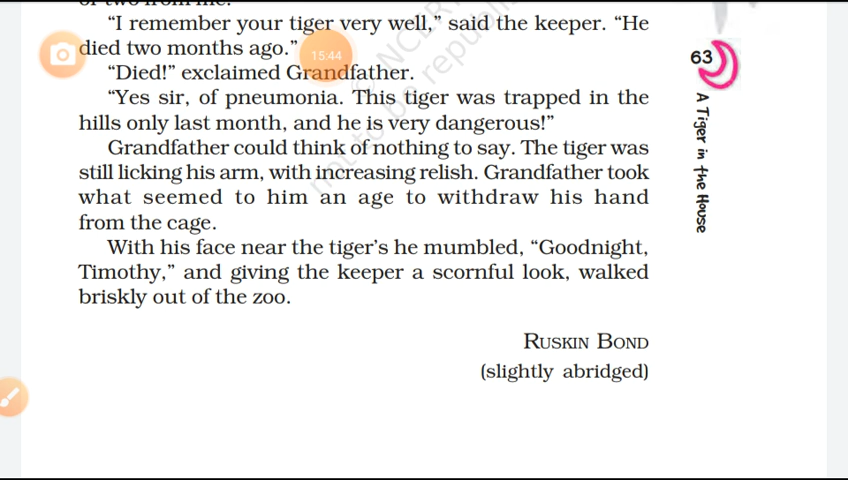 "I remember your tiger very well," said the keeper. "He
died two months ago."
15:44
"Died!" exclaimed Grandfather.
"Yes sir, of pneumonia. This tiger was trapped in the
hills only last month, and he is very dangerous!"
Grandfather could think of nothing to say. The tiger was
still licking his arm, with increasing relish. Grandfather took
what seemed to him an age to withdraw his hand
from the cage.
With his face near the tiger's he mumbled, "Goodnight,
Timothy," and giving the keeper a scornful look, walked
briskly out of the zoo.
RUSKIN BOND
(slightly abridged)
63
A Tiger in the House
not to be republi